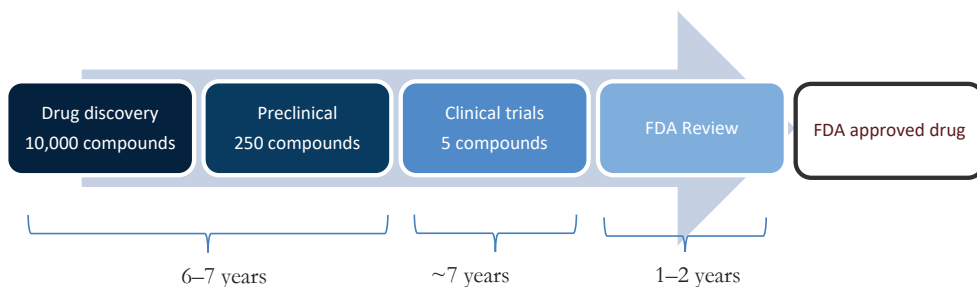 Drug discovery
10,000 compounds
Preclinical
250 compounds
Clinical trials
5 compounds
FDA Review
FDA approved drug
6–7 years
~7 years
1–2 years